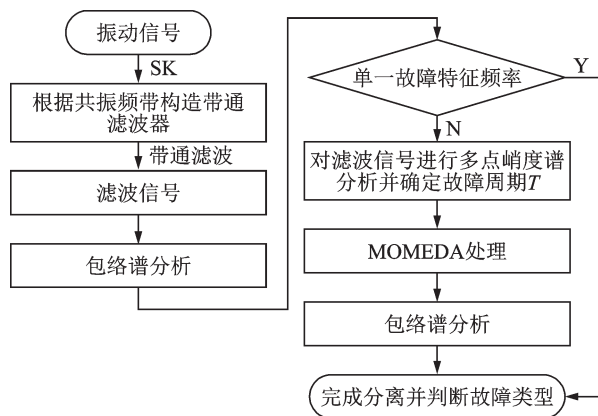 振动信号
SK
根据共振频带构造带通
滤波器
带通滤波
滤波信号
包络谱分析
单一故障特征频率
Y
N
对滤波信号进行多点峭度谱
分析并确定故障周期T
MOMEDA处理
包络谱分析
完成分离并判断故障类型